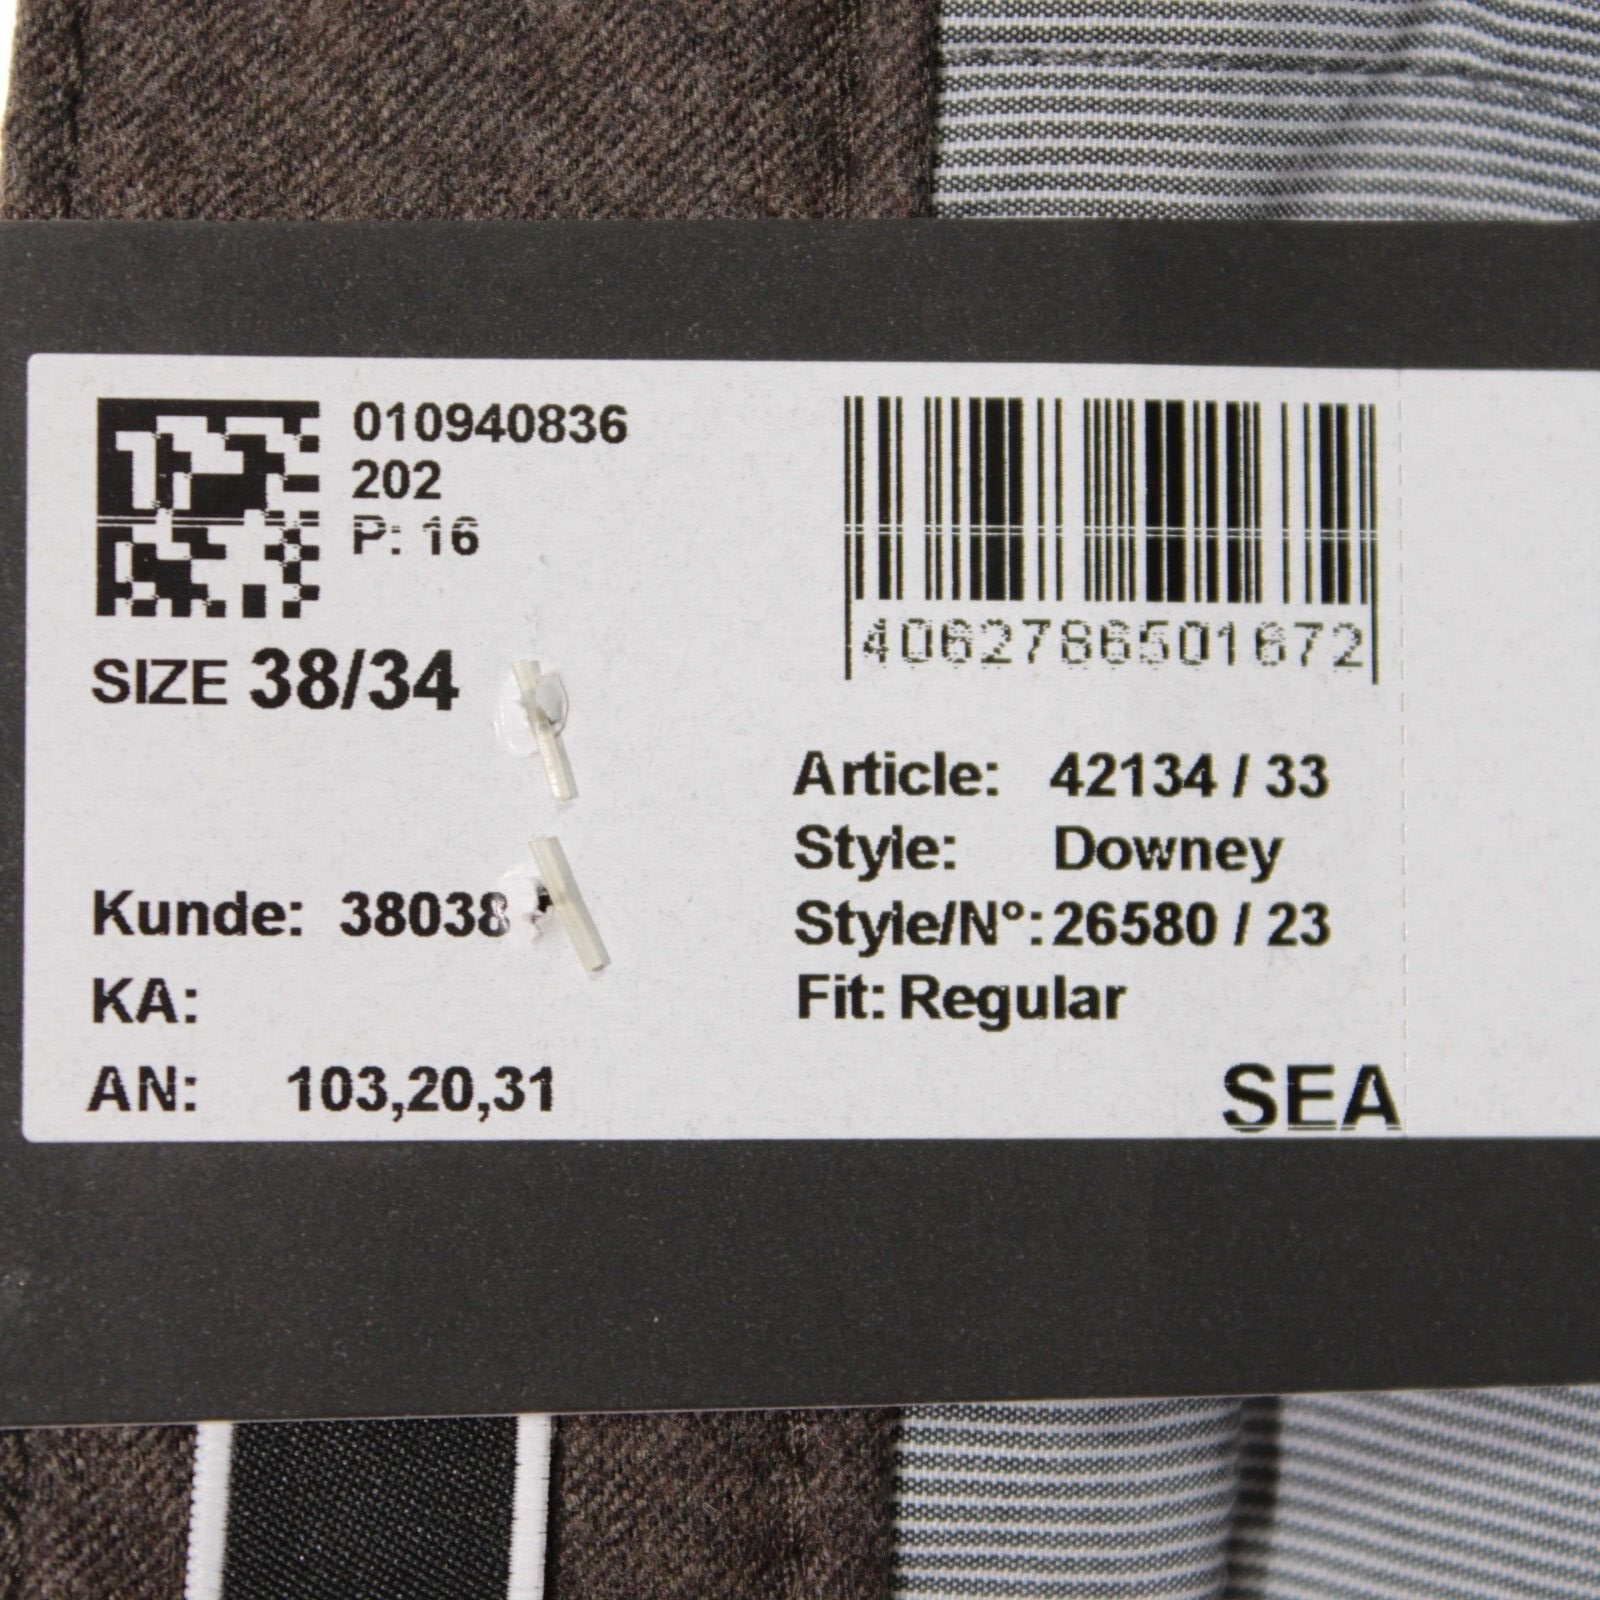 010940836
202
P: 16
SIZE 38/34
4062786501672
Article: 42134 / 33
Style: Downey
Style/N°: 26580 / 23
Fit: Regular
Kunde: 38038
KA:
AN: 103,20,31
SEA